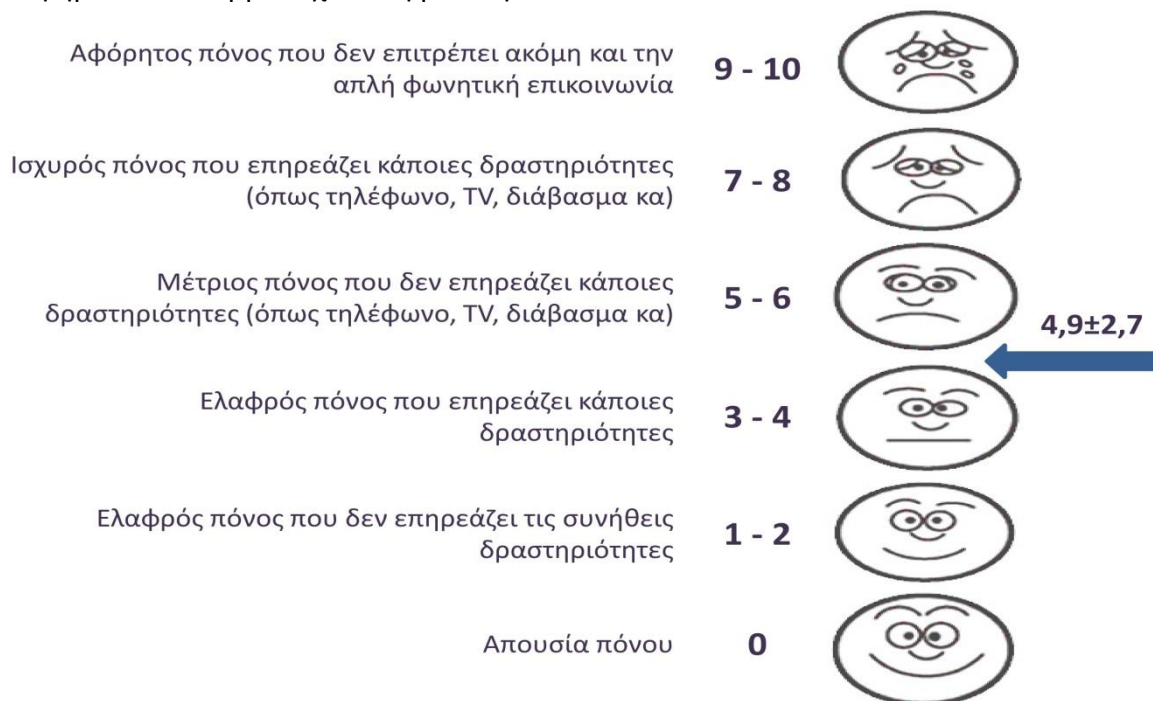 Αφόρητος πόνος που δεν επιτρέπει ακόμη και την
απλή φωνητική επικοινωνία
9 - 10
Ισχυρός πόνος που επηρεάζει κάποιες δραστηριότητες
(όπως τηλέφωνο, TV, διάβασμα κα)
7 - 8
Μέτριος πόνος που δεν επηρεάζει κάποιες
δραστηριότητες (όπως τηλέφωνο, TV, διάβασμα κα)
5 - 6
4,9±2,7
Ελαφρός πόνος που επηρεάζει κάποιες
δραστηριότητες
3 - 4
Ελαφρός πόνος που δεν επηρεάζει τις συνήθεις
δραστηριότητες
1 - 2
Απουσία πόνου
0